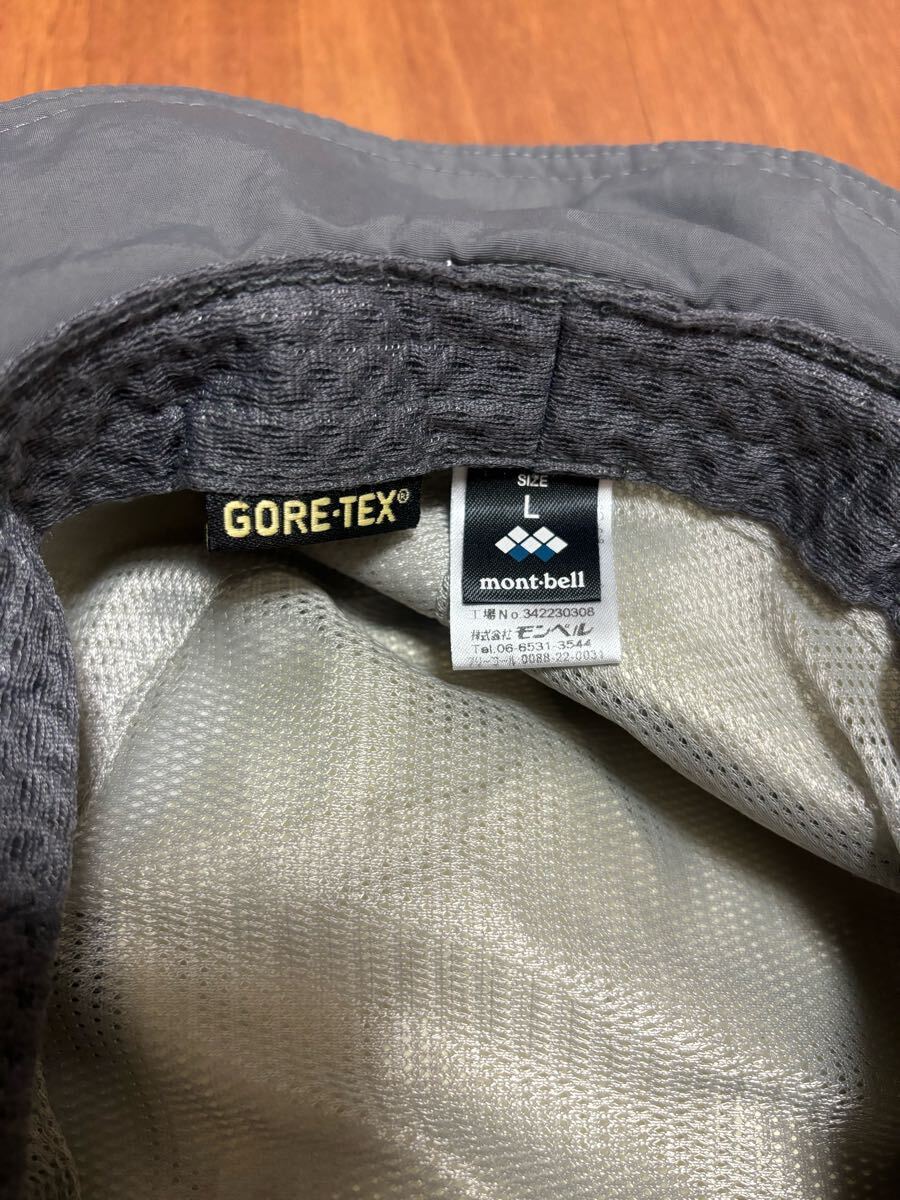 GORE-TEX®
SIZE
L
mont·bell
工場No 342230308
株式会社 モンベル
Tel.06-6531-3544
フリーコール 0088-22-0031